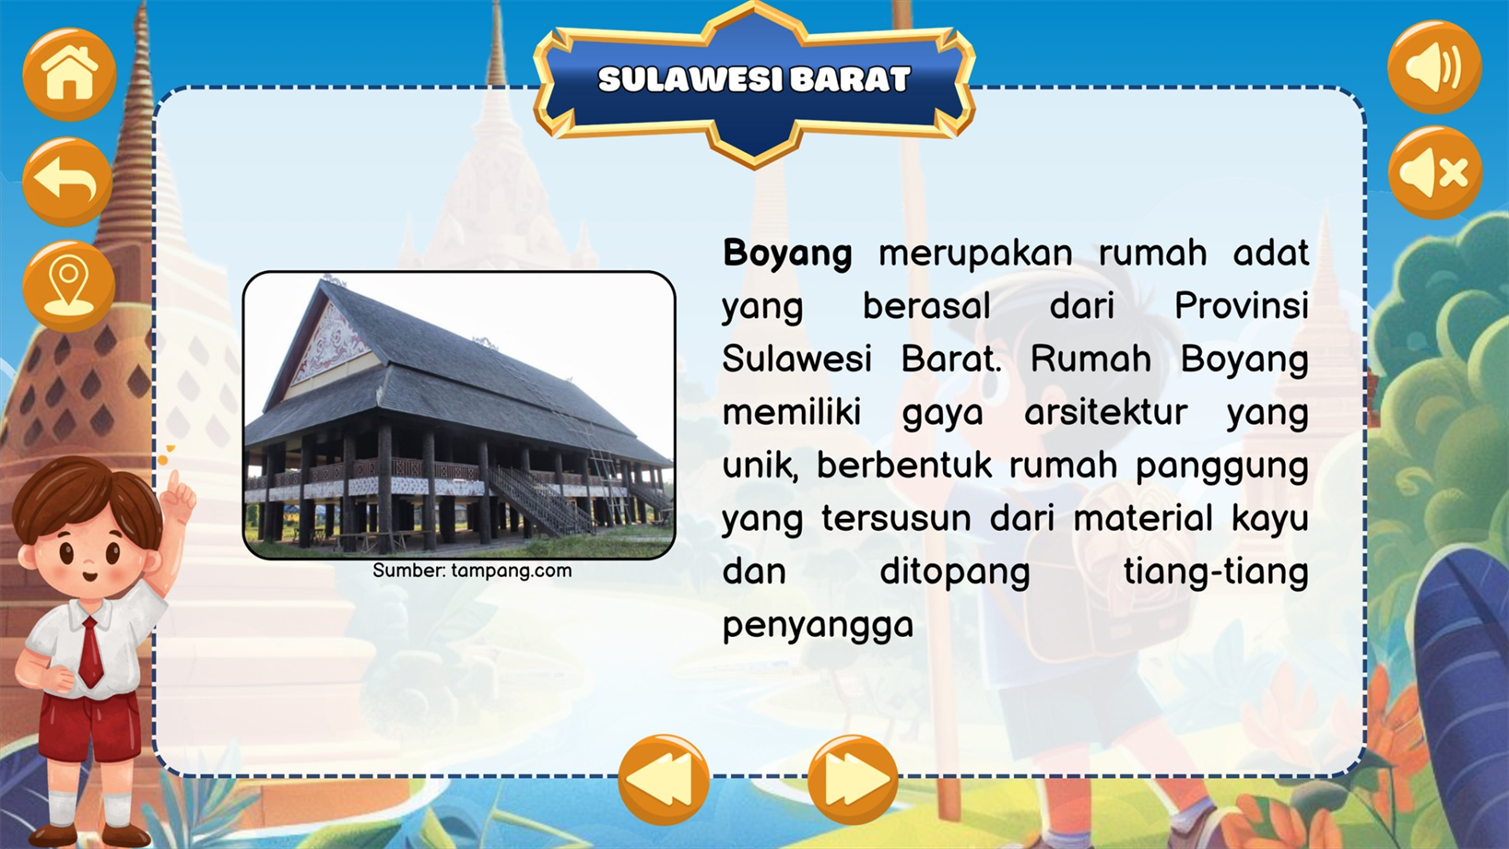 SULAWESI BARAT
Boyang merupakan rumah adat
yang berasal dari Provinsi
Sulawesi Barat. Rumah Boyang
memiliki gaya arsitektur yang
unik, berbentuk rumah panggung
yang tersusun dari material kayu
dan ditopang tiang-tiang
penyangga
Sumber: tampang.com